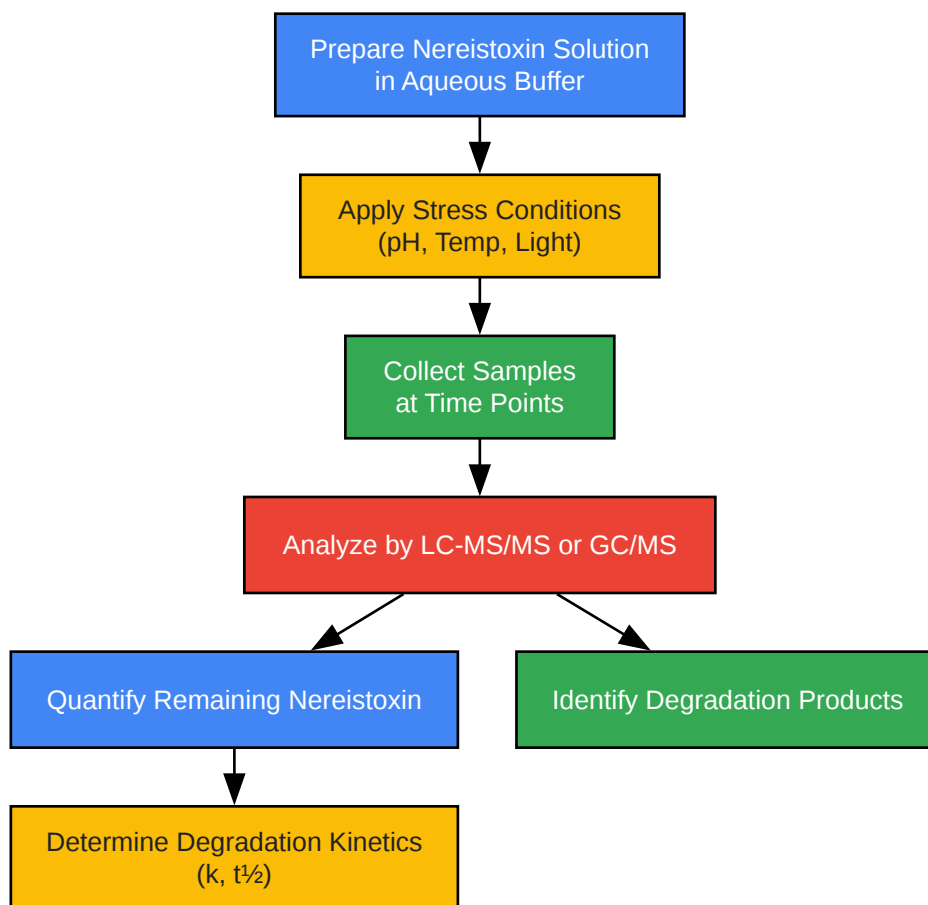 Prepare Nereistoxin Solution
in Aqueous Buffer
Apply Stress Conditions
(pH, Temp, Light)
Collect Samples
at Time Points
Analyze by LC-MS/MS or GC/MS
Quantify Remaining Nereistoxin
Identify Degradation Products
Determine Degradation Kinetics
(k, t½)